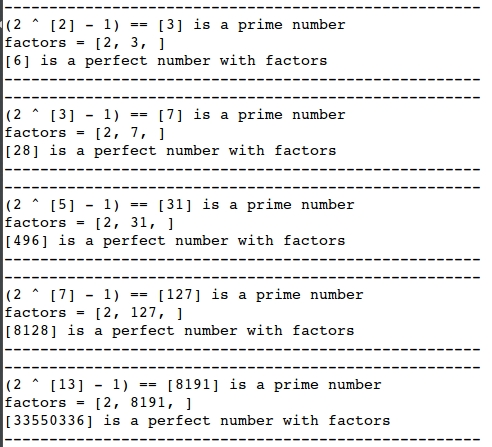 (2 ^ [2] - 1) == [3] is a prime number
factors = [2, 3, ]
[6] is a perfect number with factors
(2 ^ [3] - 1) == [7] is a prime number
factors = [2, 7, ]
[28] is a perfect number with factors
(2 ^ [5] - 1) == [31] is a prime number
factors = [2, 31, ]
[496] is a perfect number with factors
(2 ^ [7] - 1) == [127] is a prime number
factors = [2, 127, ]
[8128] is a perfect number with factors
(2 ^ [13] - 1) == [8191] is a prime number
factors = [2, 8191, ]
[33550336] is a perfect number with factors